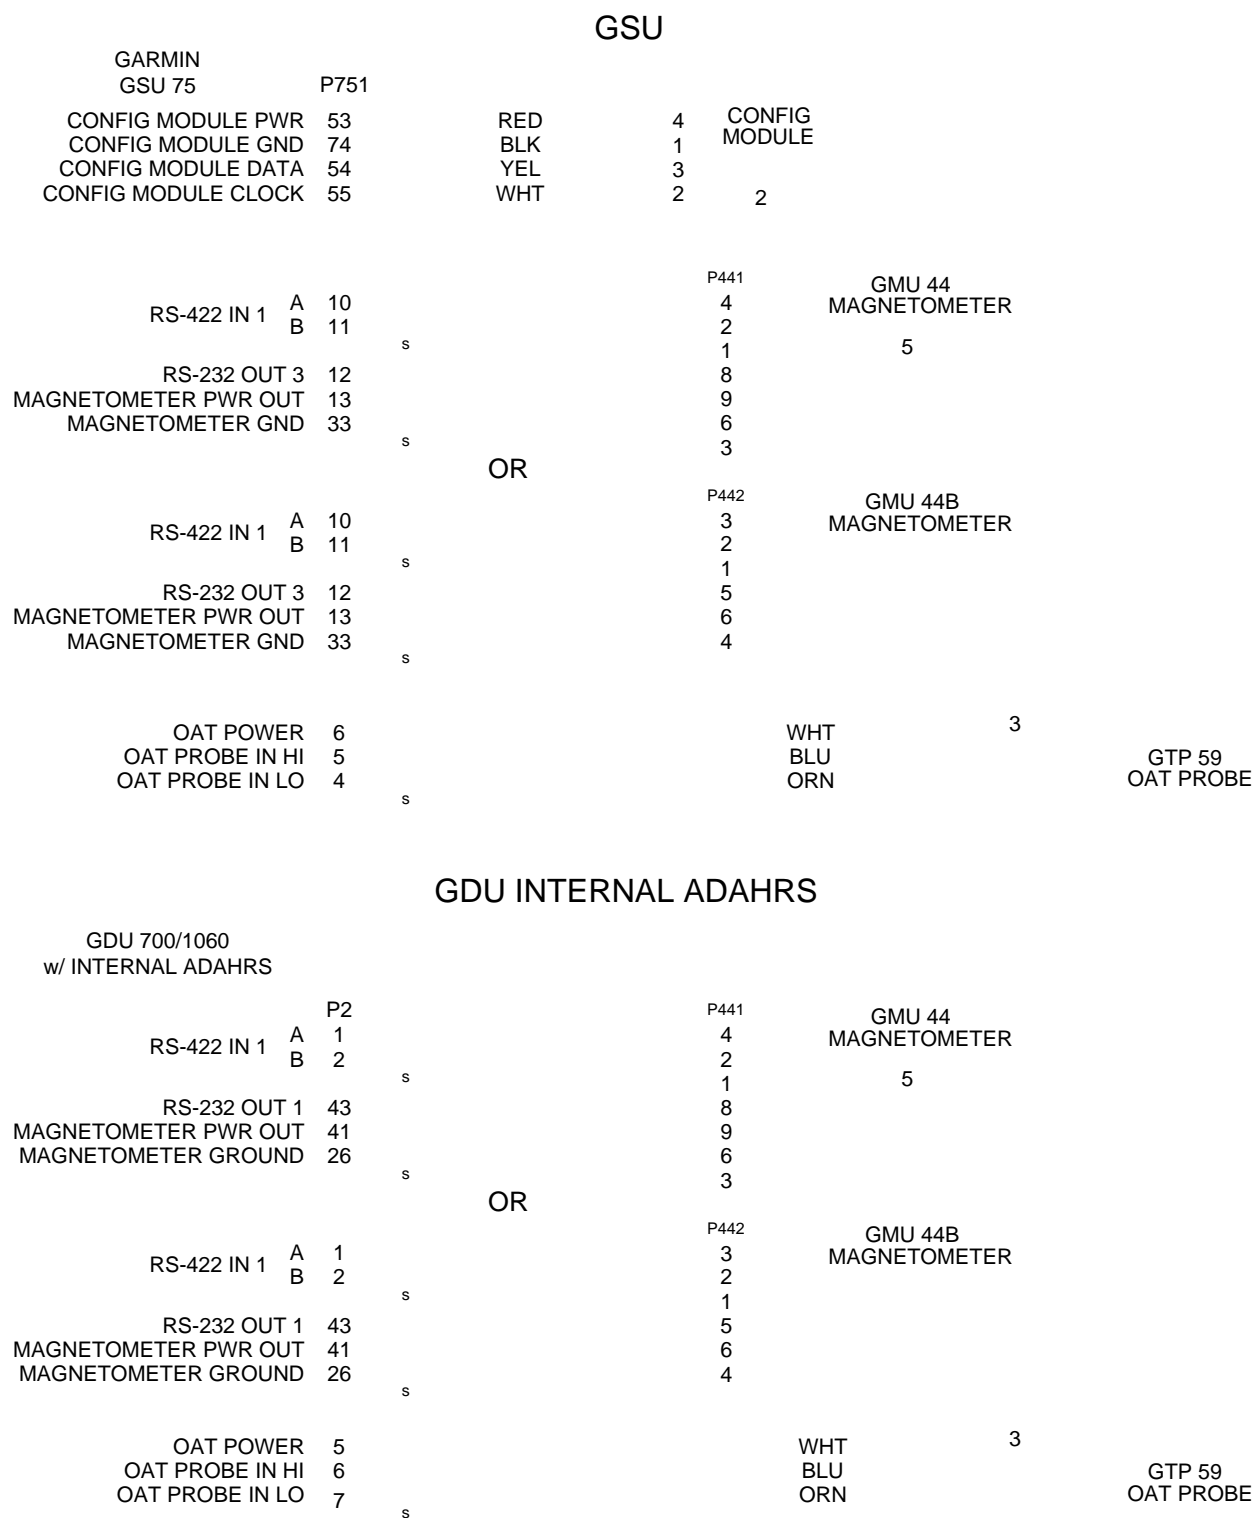 GSU
GARMIN
GSU 75 P751
CONFIG MODULE PWR 53 RED 4 CONFIG
CONFIG MODULE GND 74 BLK 1 MODULE
CONFIG MODULE DATA 54 YEL 3
CONFIG MODULE CLOCK 55 WHT 2 2
P441 GMU 44
RS-422 IN 1 A 10 4 MAGNETOMETER
B 11 2
s 1 5
RS-232 OUT 3 12 8
MAGNETOMETER PWR OUT 13 9
MAGNETOMETER GND 33 6
s 3
OR
P442 GMU 44B
RS-422 IN 1 A 10 3 MAGNETOMETER
B 11 2
s 1
RS-232 OUT 3 12 5
MAGNETOMETER PWR OUT 13 6
MAGNETOMETER GND 33 4
s
OAT POWER 6 WHT 3
OAT PROBE IN HI 5 BLU GTP 59
OAT PROBE IN LO 4 ORN OAT PROBE
s
GDU INTERNAL ADAHRS
GDU 700/1060
w/ INTERNAL ADAHRS
P2 P441 GMU 44
RS-422 IN 1 A 1 4 MAGNETOMETER
B 2 2
s 1 5
RS-232 OUT 1 43 8
MAGNETOMETER PWR OUT 41 9
MAGNETOMETER GROUND 26 6
s 3
OR
P442 GMU 44B
RS-422 IN 1 A 1 3 MAGNETOMETER
B 2 2
s 1
RS-232 OUT 1 43 5
MAGNETOMETER PWR OUT 41 6
MAGNETOMETER GROUND 26 4
s
OAT POWER 5 WHT 3
OAT PROBE IN HI 6 BLU GTP 59
OAT PROBE IN LO 7 ORN OAT PROBE
s